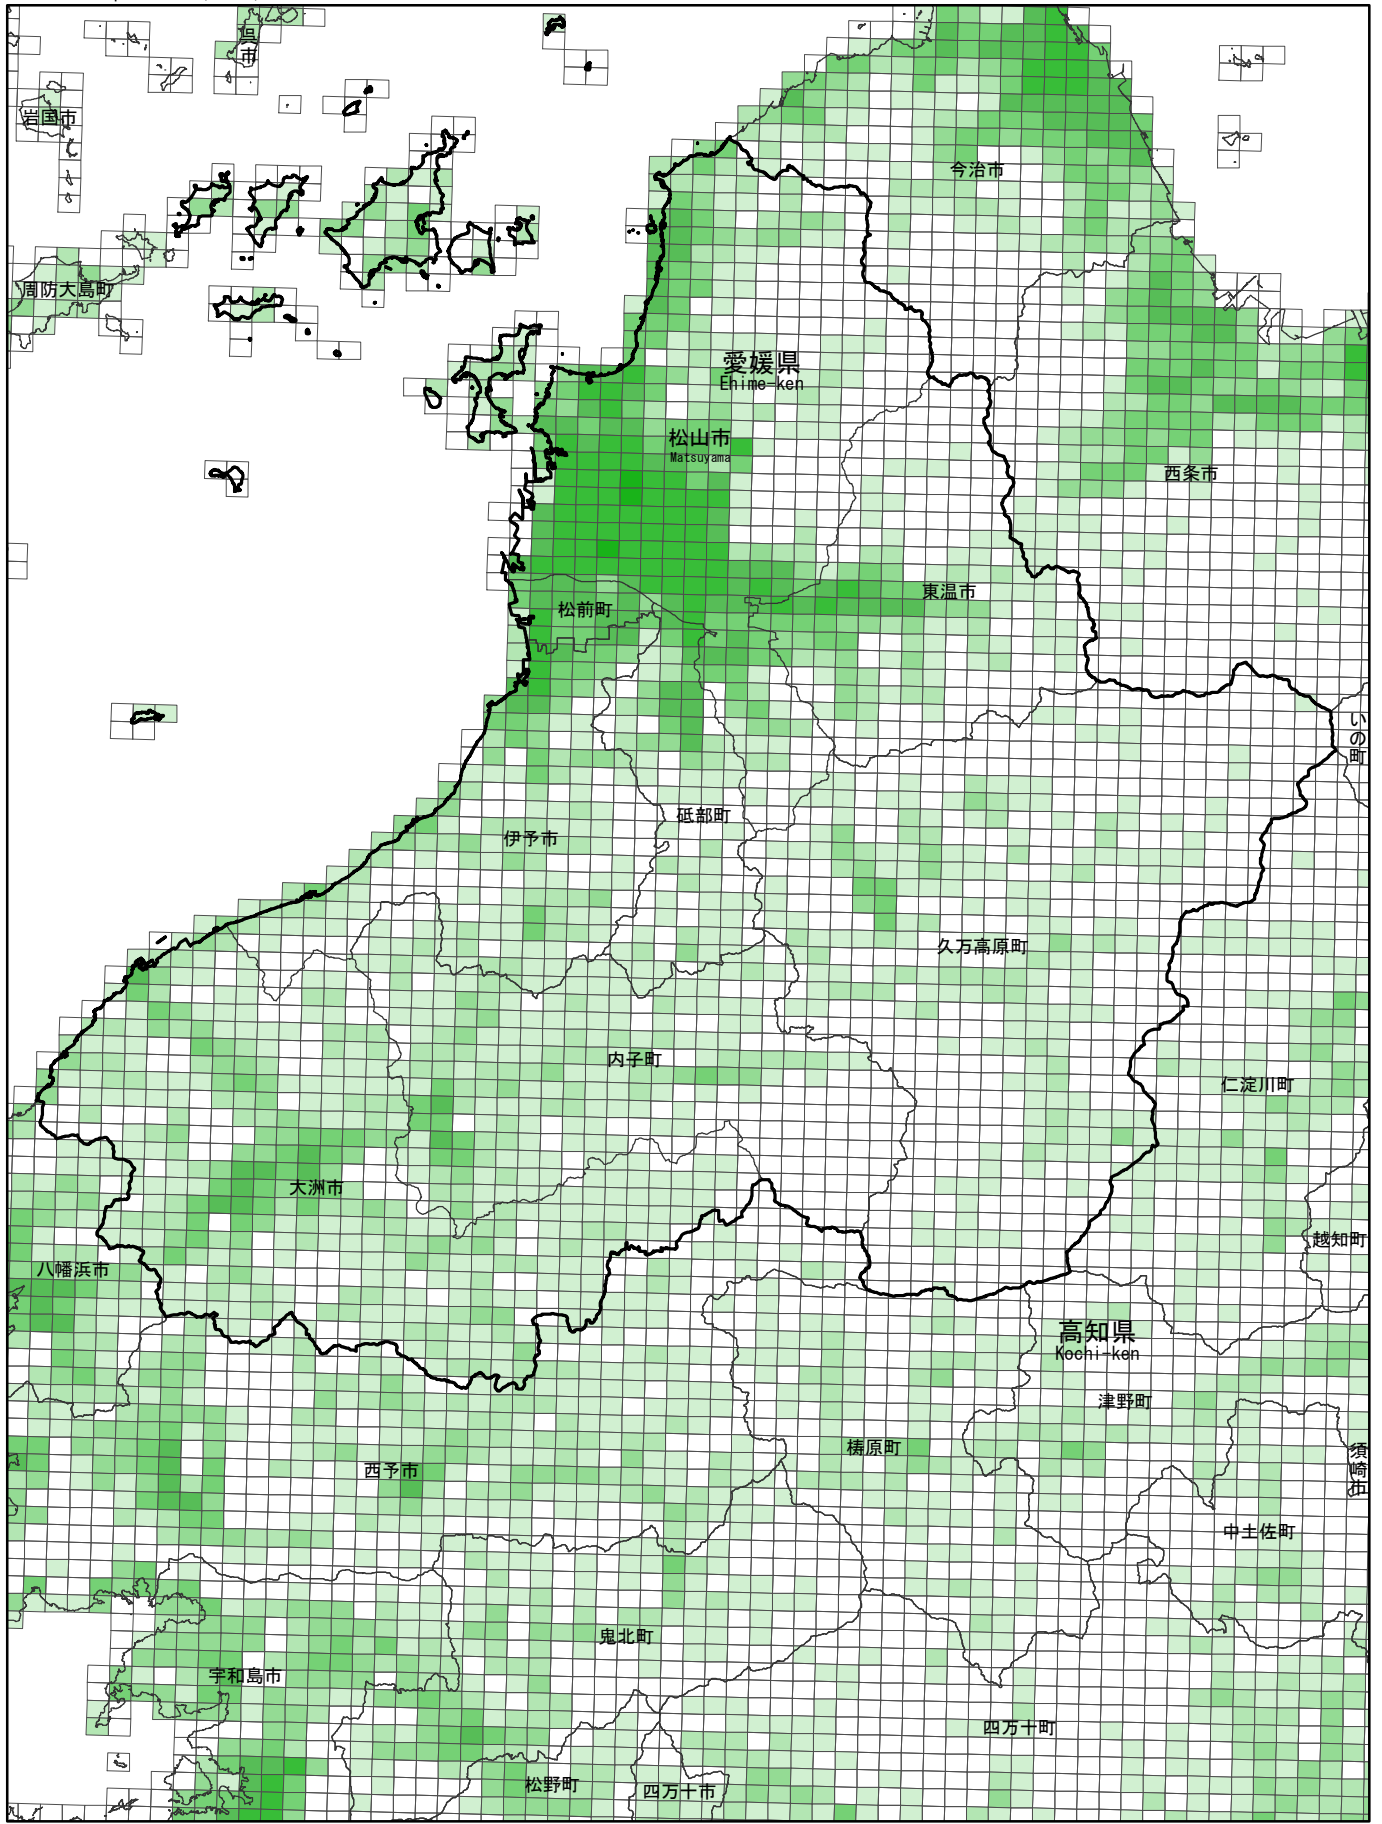 呉市
岩国市
今治市
周防大島町
愛媛県
Ehime-ken
松山市
Matsuyama
西条市
東温市
松前町
いの町
砥部町
伊予市
久万高原町
内子町
仁淀川町
大洲市
越知町
八幡浜市
高知県
Kochi-ken
津野町
梼原町
須崎市
西予市
中土佐町
鬼北町
宇和島市
四万十町
松野町
四万十市